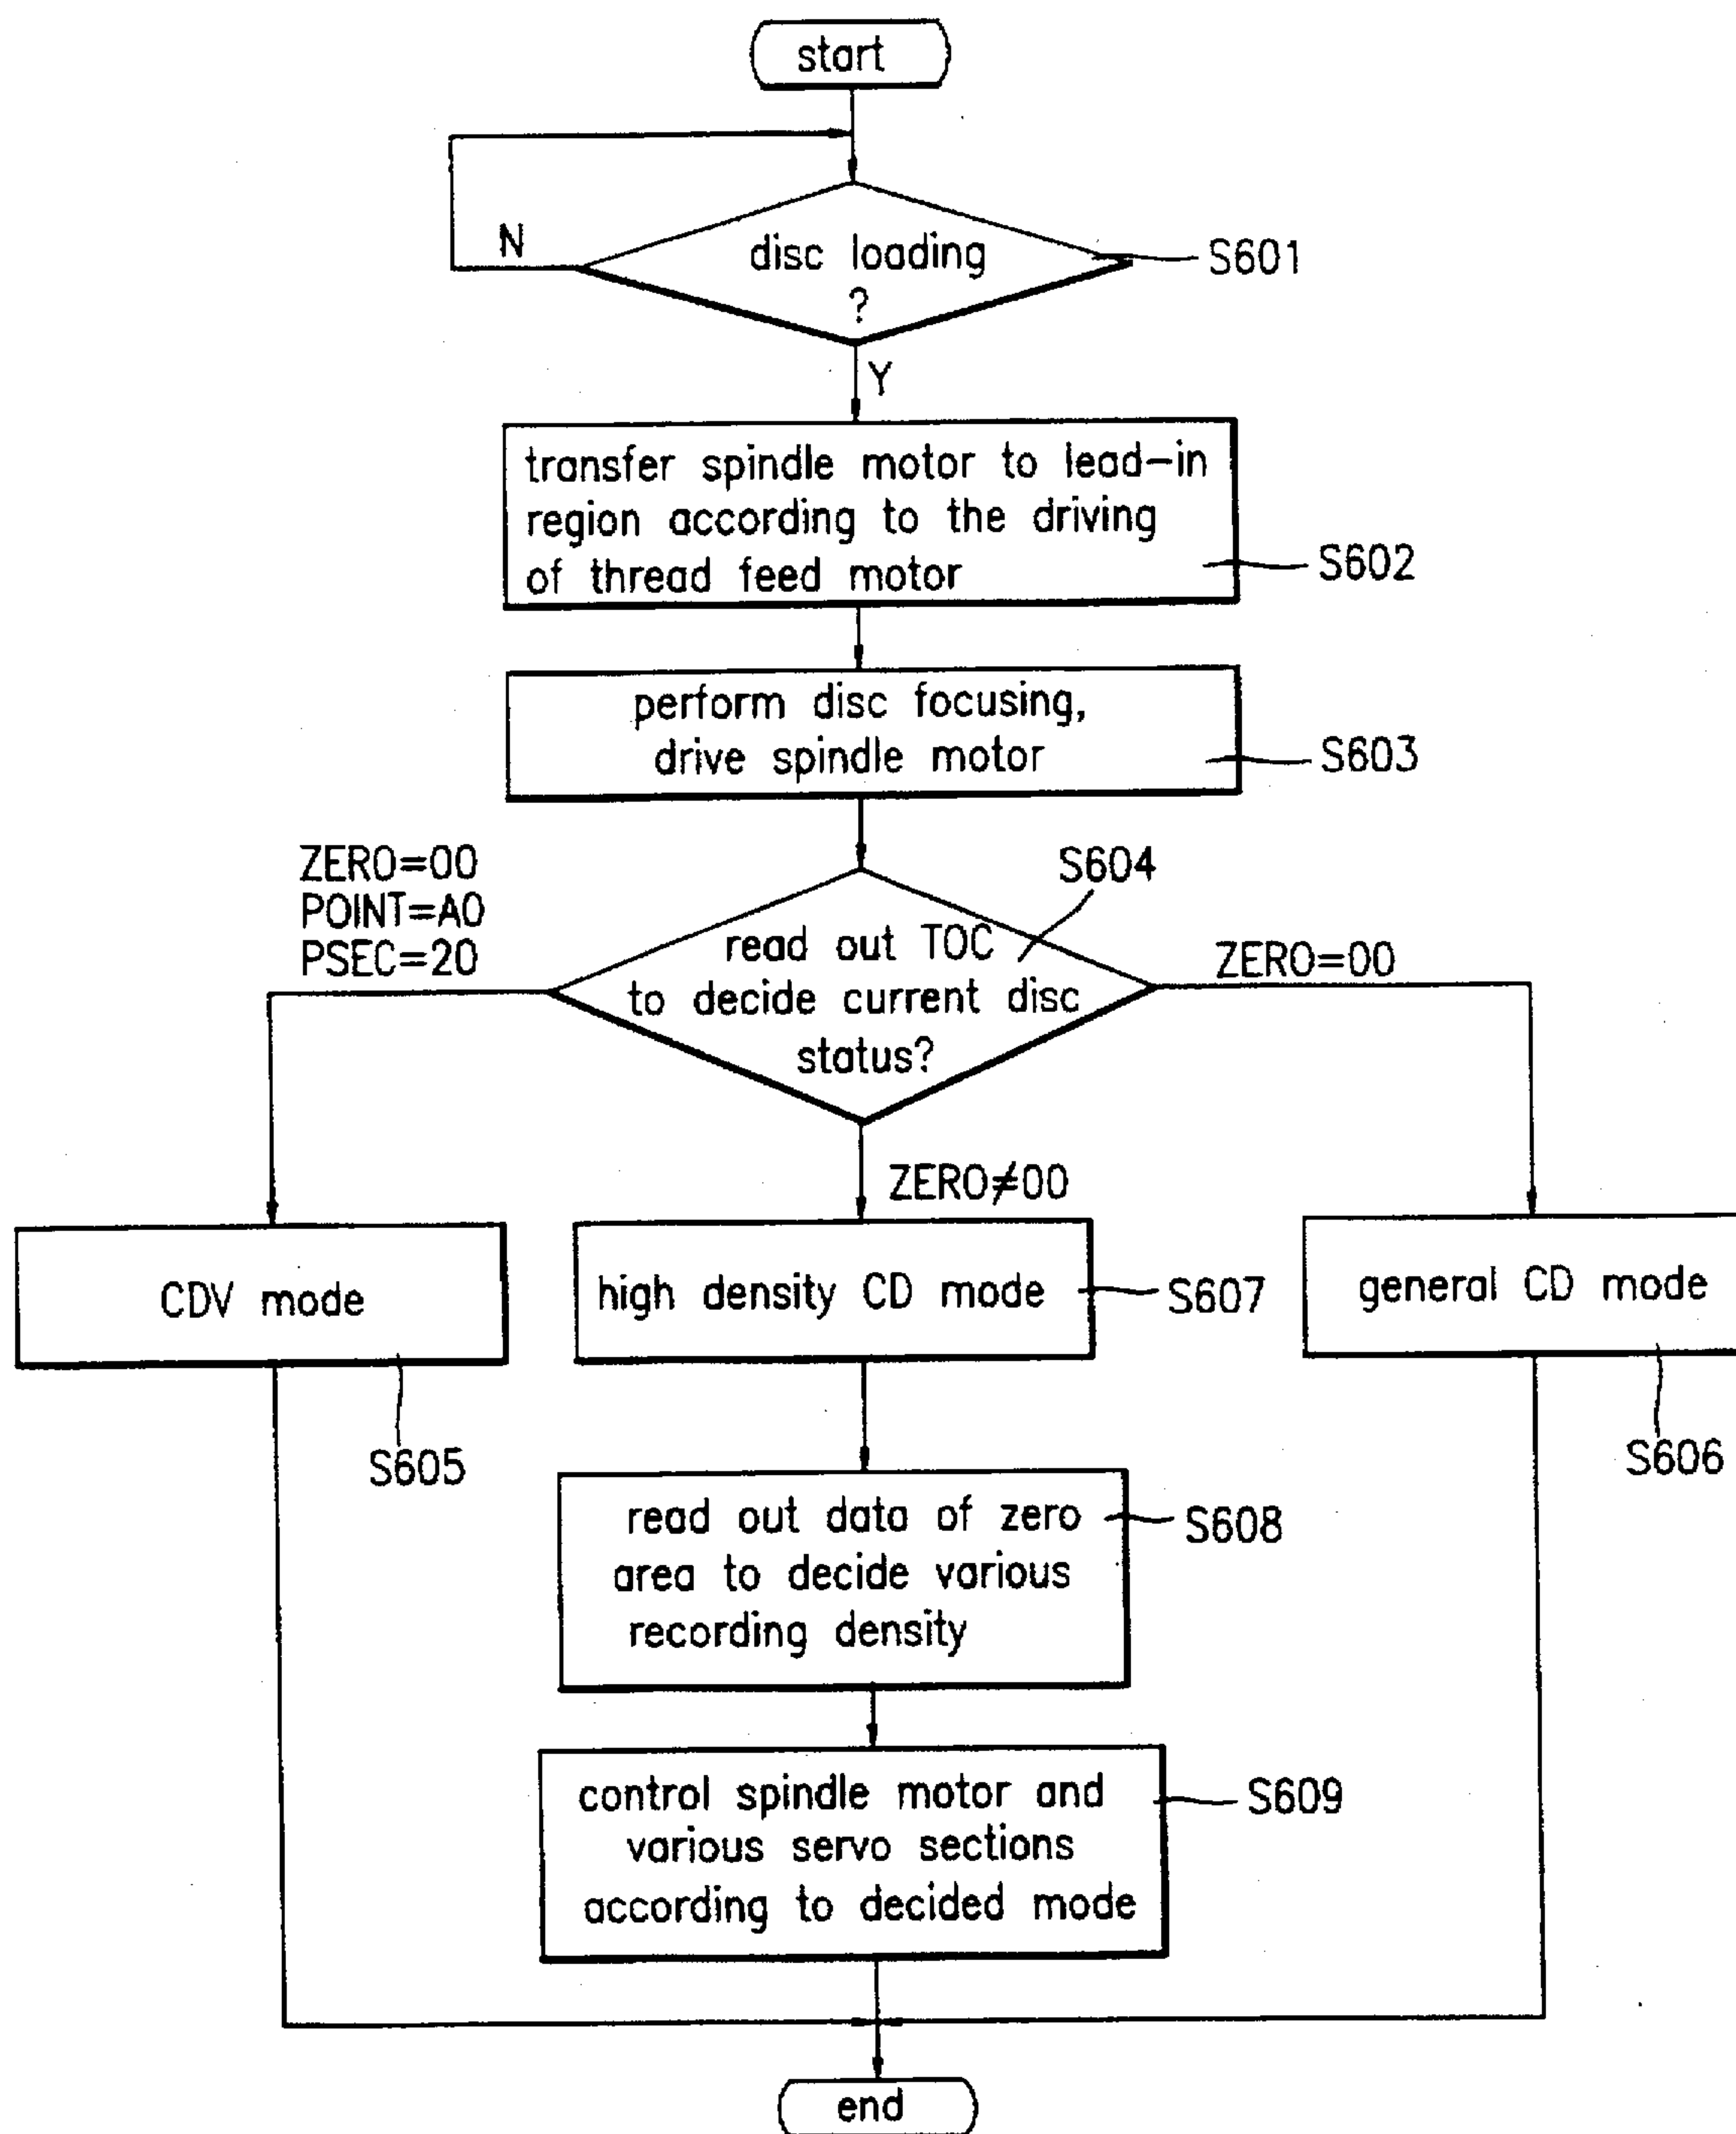 start
disc loading
?
N
S601
Y
transfer spindle motor to lead-in
region according to the driving
of thread feed motor
S602
perform disc focusing,
drive spindle motor
S603
ZERO=00
POINT=A0
PSEC=20
S604
read out TOC
to decide current disc
status?
ZERO=00
ZERO≠00
CDV mode
S605
high density CD mode
S607
general CD mode
S606
read out data of zero
area to decide various
recording density
S608
control spindle motor and
various servo sections
according to decided mode
S609
end